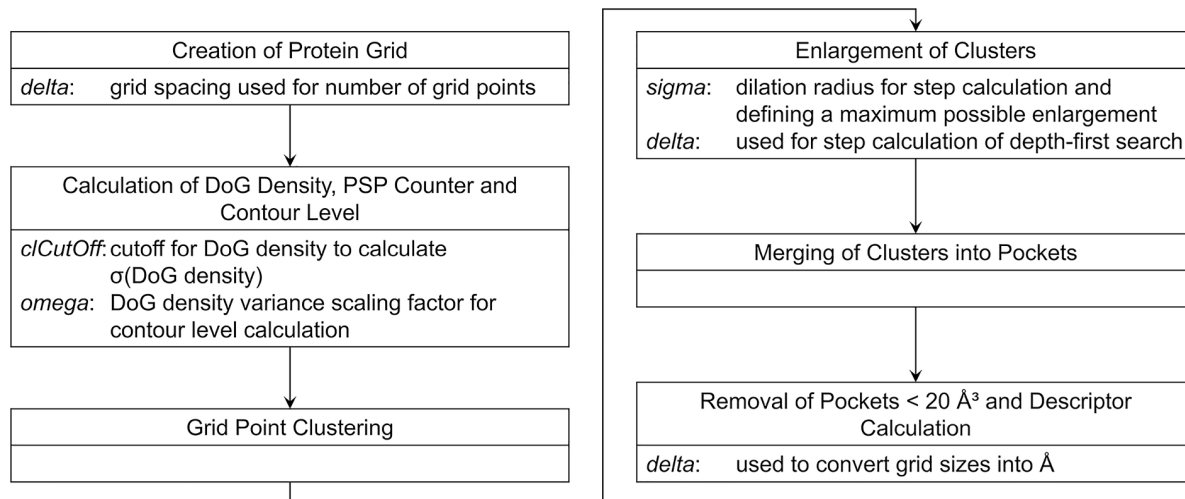 Creation of Protein Grid
delta: grid spacing used for number of grid points
Calculation of DoG Density, PSP Counter and
Contour Level
clCutOff: cutoff for DoG density to calculate
σ(DoG density)
omega: DoG density variance scaling factor for
contour level calculation
Grid Point Clustering
Enlargement of Clusters
sigma: dilation radius for step calculation and
defining a maximum possible enlargement
delta: used for step calculation of depth-first search
Merging of Clusters into Pockets
Removal of Pockets < 20 Å³ and Descriptor
Calculation
delta: used to convert grid sizes into Å